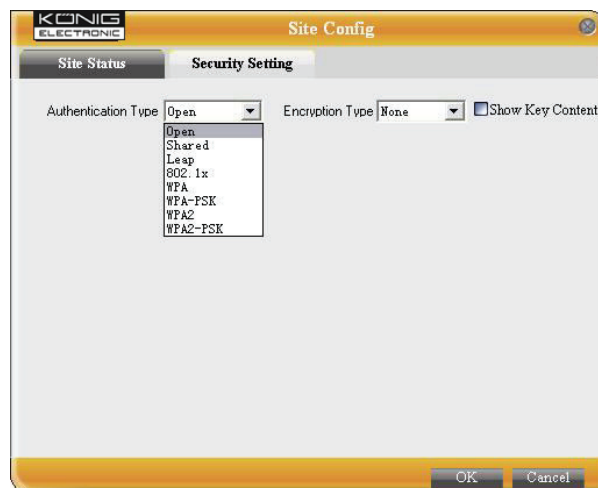 KÖNIG
ELECTRONIC
Site Config
Site Status
Security Setting
Authentication Type Open Encryption Type None Show Key Content
Open
Shared
Leap
802.1x
WPA
WPA-PSK
WPA2
WPA2-PSK
OK Cancel